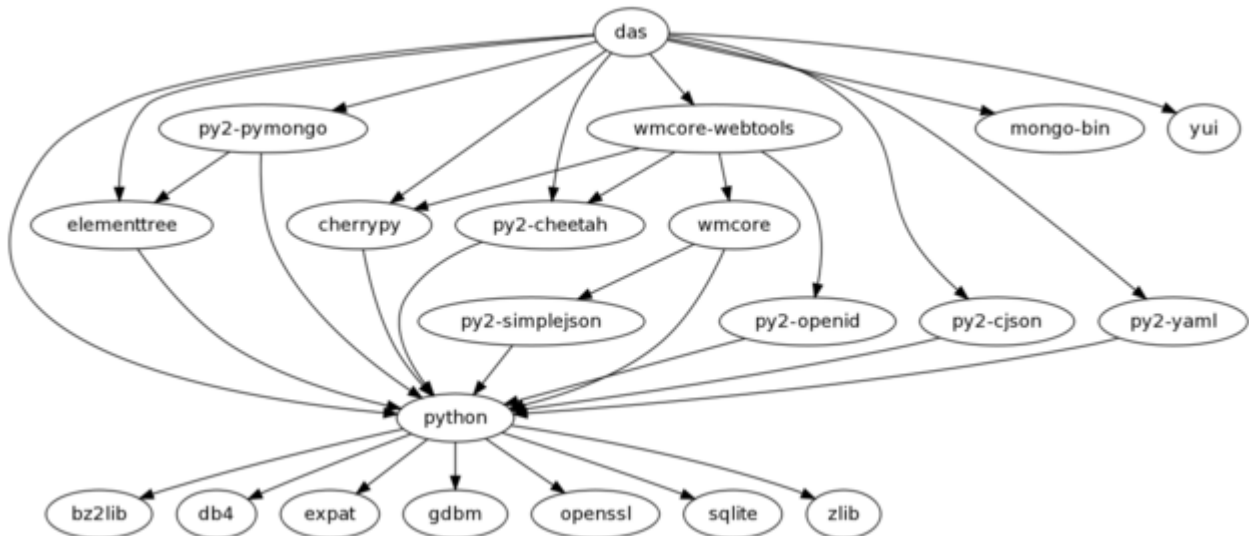 das
py2-pymongo
wmcore-webtools
mongo-bin
yui
elementtree
cherrypy
py2-cheetah
wmcore
py2-simplejson
py2-openid
py2-cjson
py2-yaml
python
bz2lib
db4
expat
gdbm
openssl
sqlite
zlib